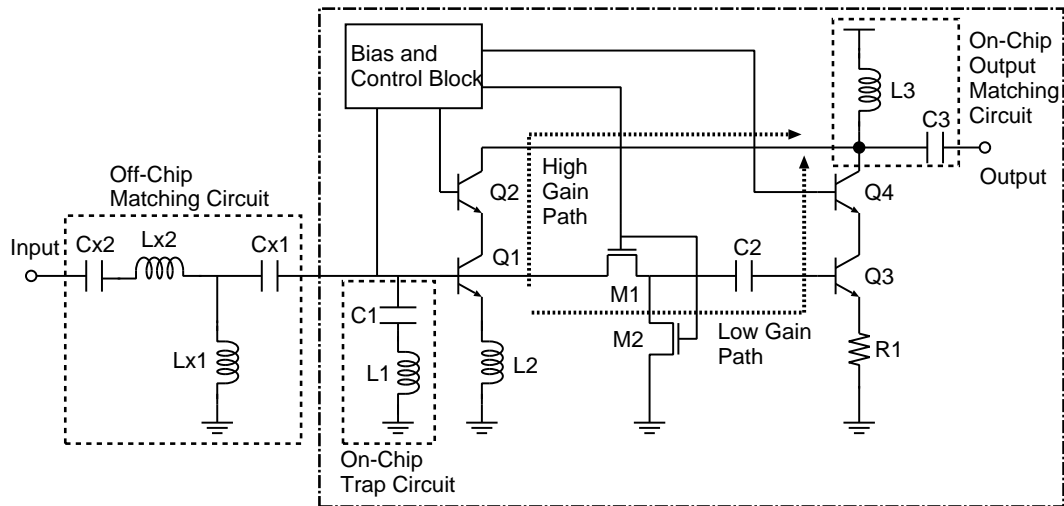 Bias and
Control Block
On-Chip
Output
Matching
Circuit
L3
C3
Output
High
Gain
Path
Q2
Q4
Off-Chip
Matching Circuit
Input
Cx2
Lx2
Cx1
Q1
C2
Q3
M1
C1
M2
Low Gain
Path
R1
Lx1
L1
L2
On-Chip
Trap Circuit